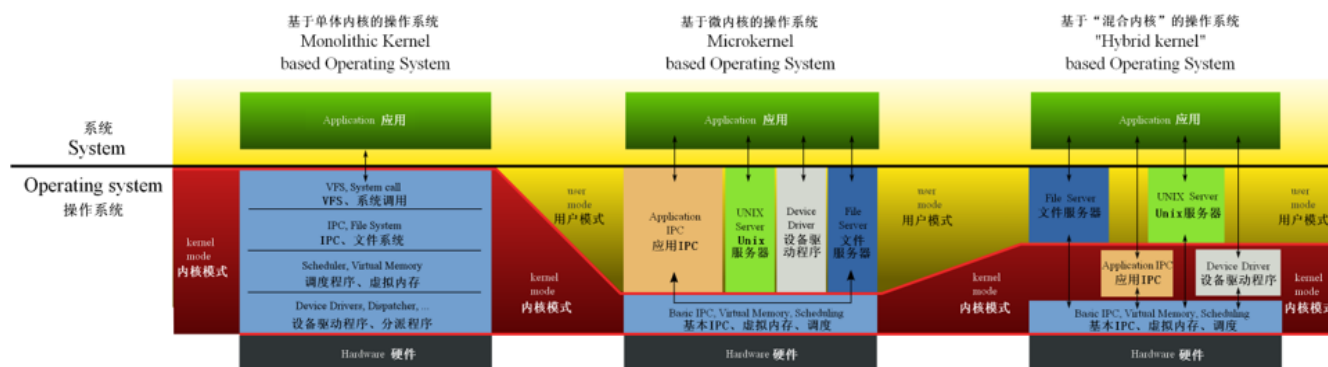 基于单体内核的操作系统
Monolithic Kernel
based Operating System
基于微内核的操作系统
Microkernel
based Operating System
基于“混合内核”的操作系统
"Hybrid kernel"
based Operating System
系统
System
Operating system
操作系统
Application 应用
VFS, System call
VFS、系统调用
IPC, File System
IPC、文件系统
Scheduler, Virtual Memory
调度程序、虚拟内存
Device Drivers, Dispatcher, ...
设备驱动程序、分派程序
Hardware 硬件
kernel
mode
内核模式
kernel
mode
内核模式
user
mode
用户模式
Application 应用
Application
IPC
应用IPC
UNIX
Server
Unix
服务器
Device
Driver
设备驱
动程序
File
Server
文件
服务器
Basic IPC, Virtual Memory, Scheduling
基本IPC、虚拟内存、调度
Hardware 硬件
user
mode
用户模式
kernel
mode
内核模式
Application 应用
File Server
文件服务器
UNIX Server
Unix服务器
Application IPC
应用IPC
Device Driver
设备驱动程序
Basic IPC, Virtual Memory, Scheduling
基本IPC、虚拟内存、调度
Hardware 硬件
user
mode
用户模式
kernel
mode
内核模式